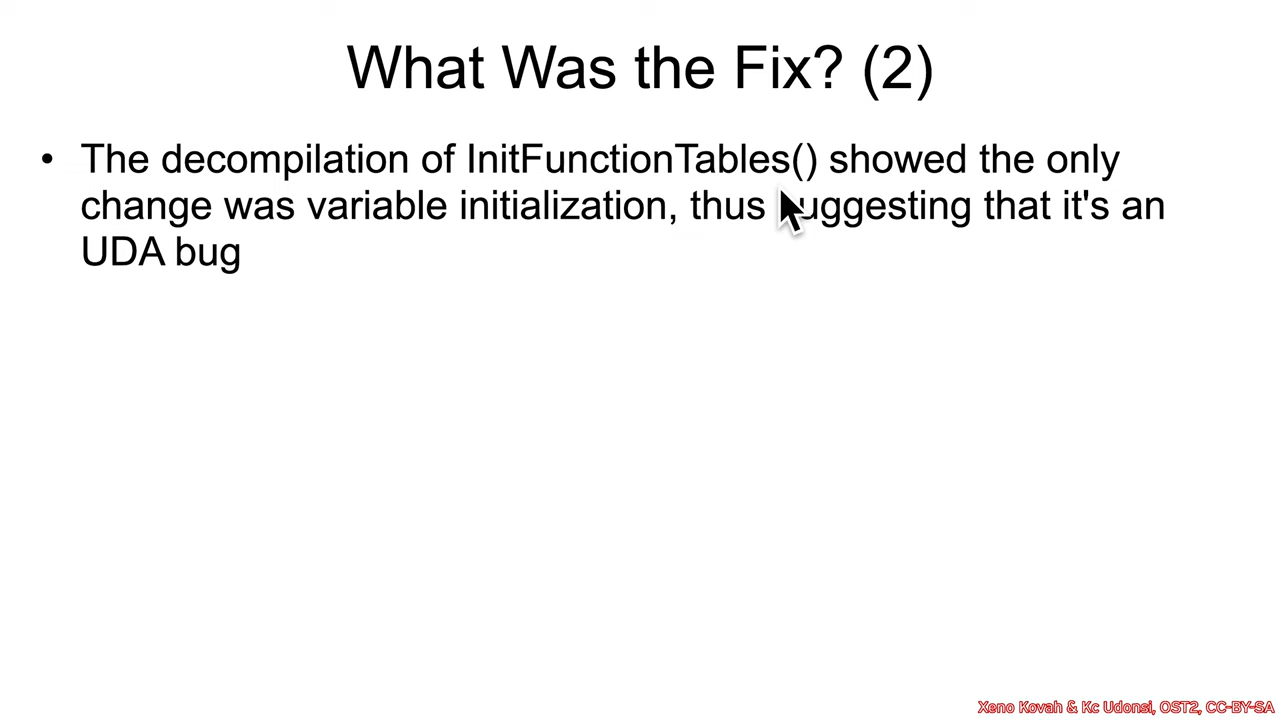 What Was the Fix? (2)
• The decompilation of InitFunctionTables() showed the only
change was variable initialization, thus suggesting that it's an
UDA bug
Xeno Kovah & Kc Udonsi, OST2, CC-BY-SA